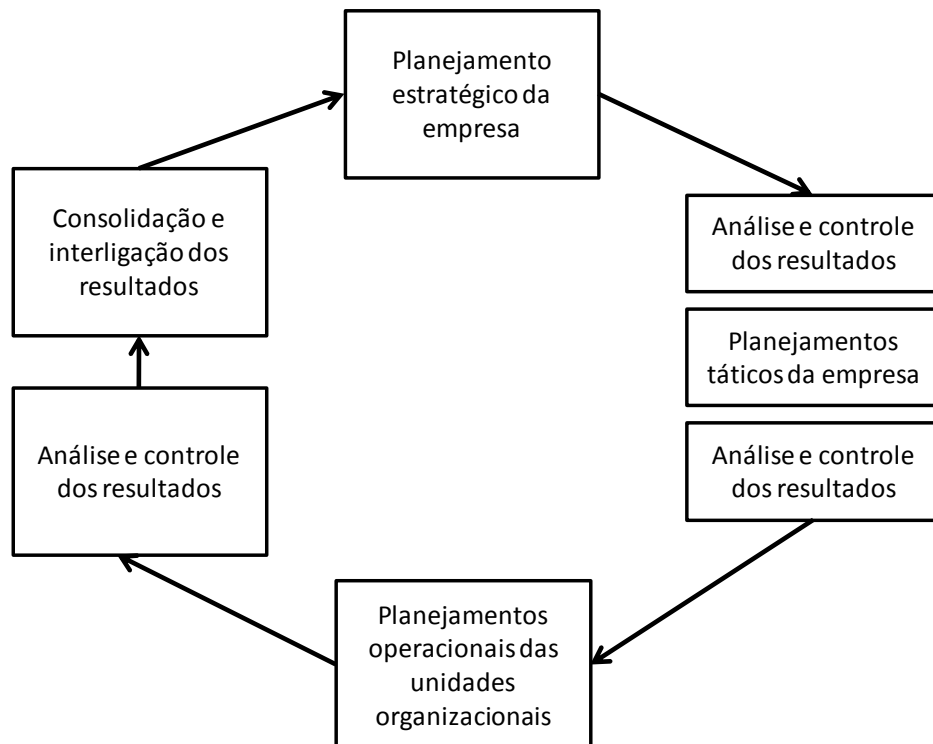 Planejamento
estratégico da
empresa
Análise e controle
dos resultados
Planejamentos
táticos da empresa
Análise e controle
dos resultados
Planejamentos
operacionais das
unidades
organizacionais
Análise e controle
dos resultados
Consolidação e
interligação dos
resultados